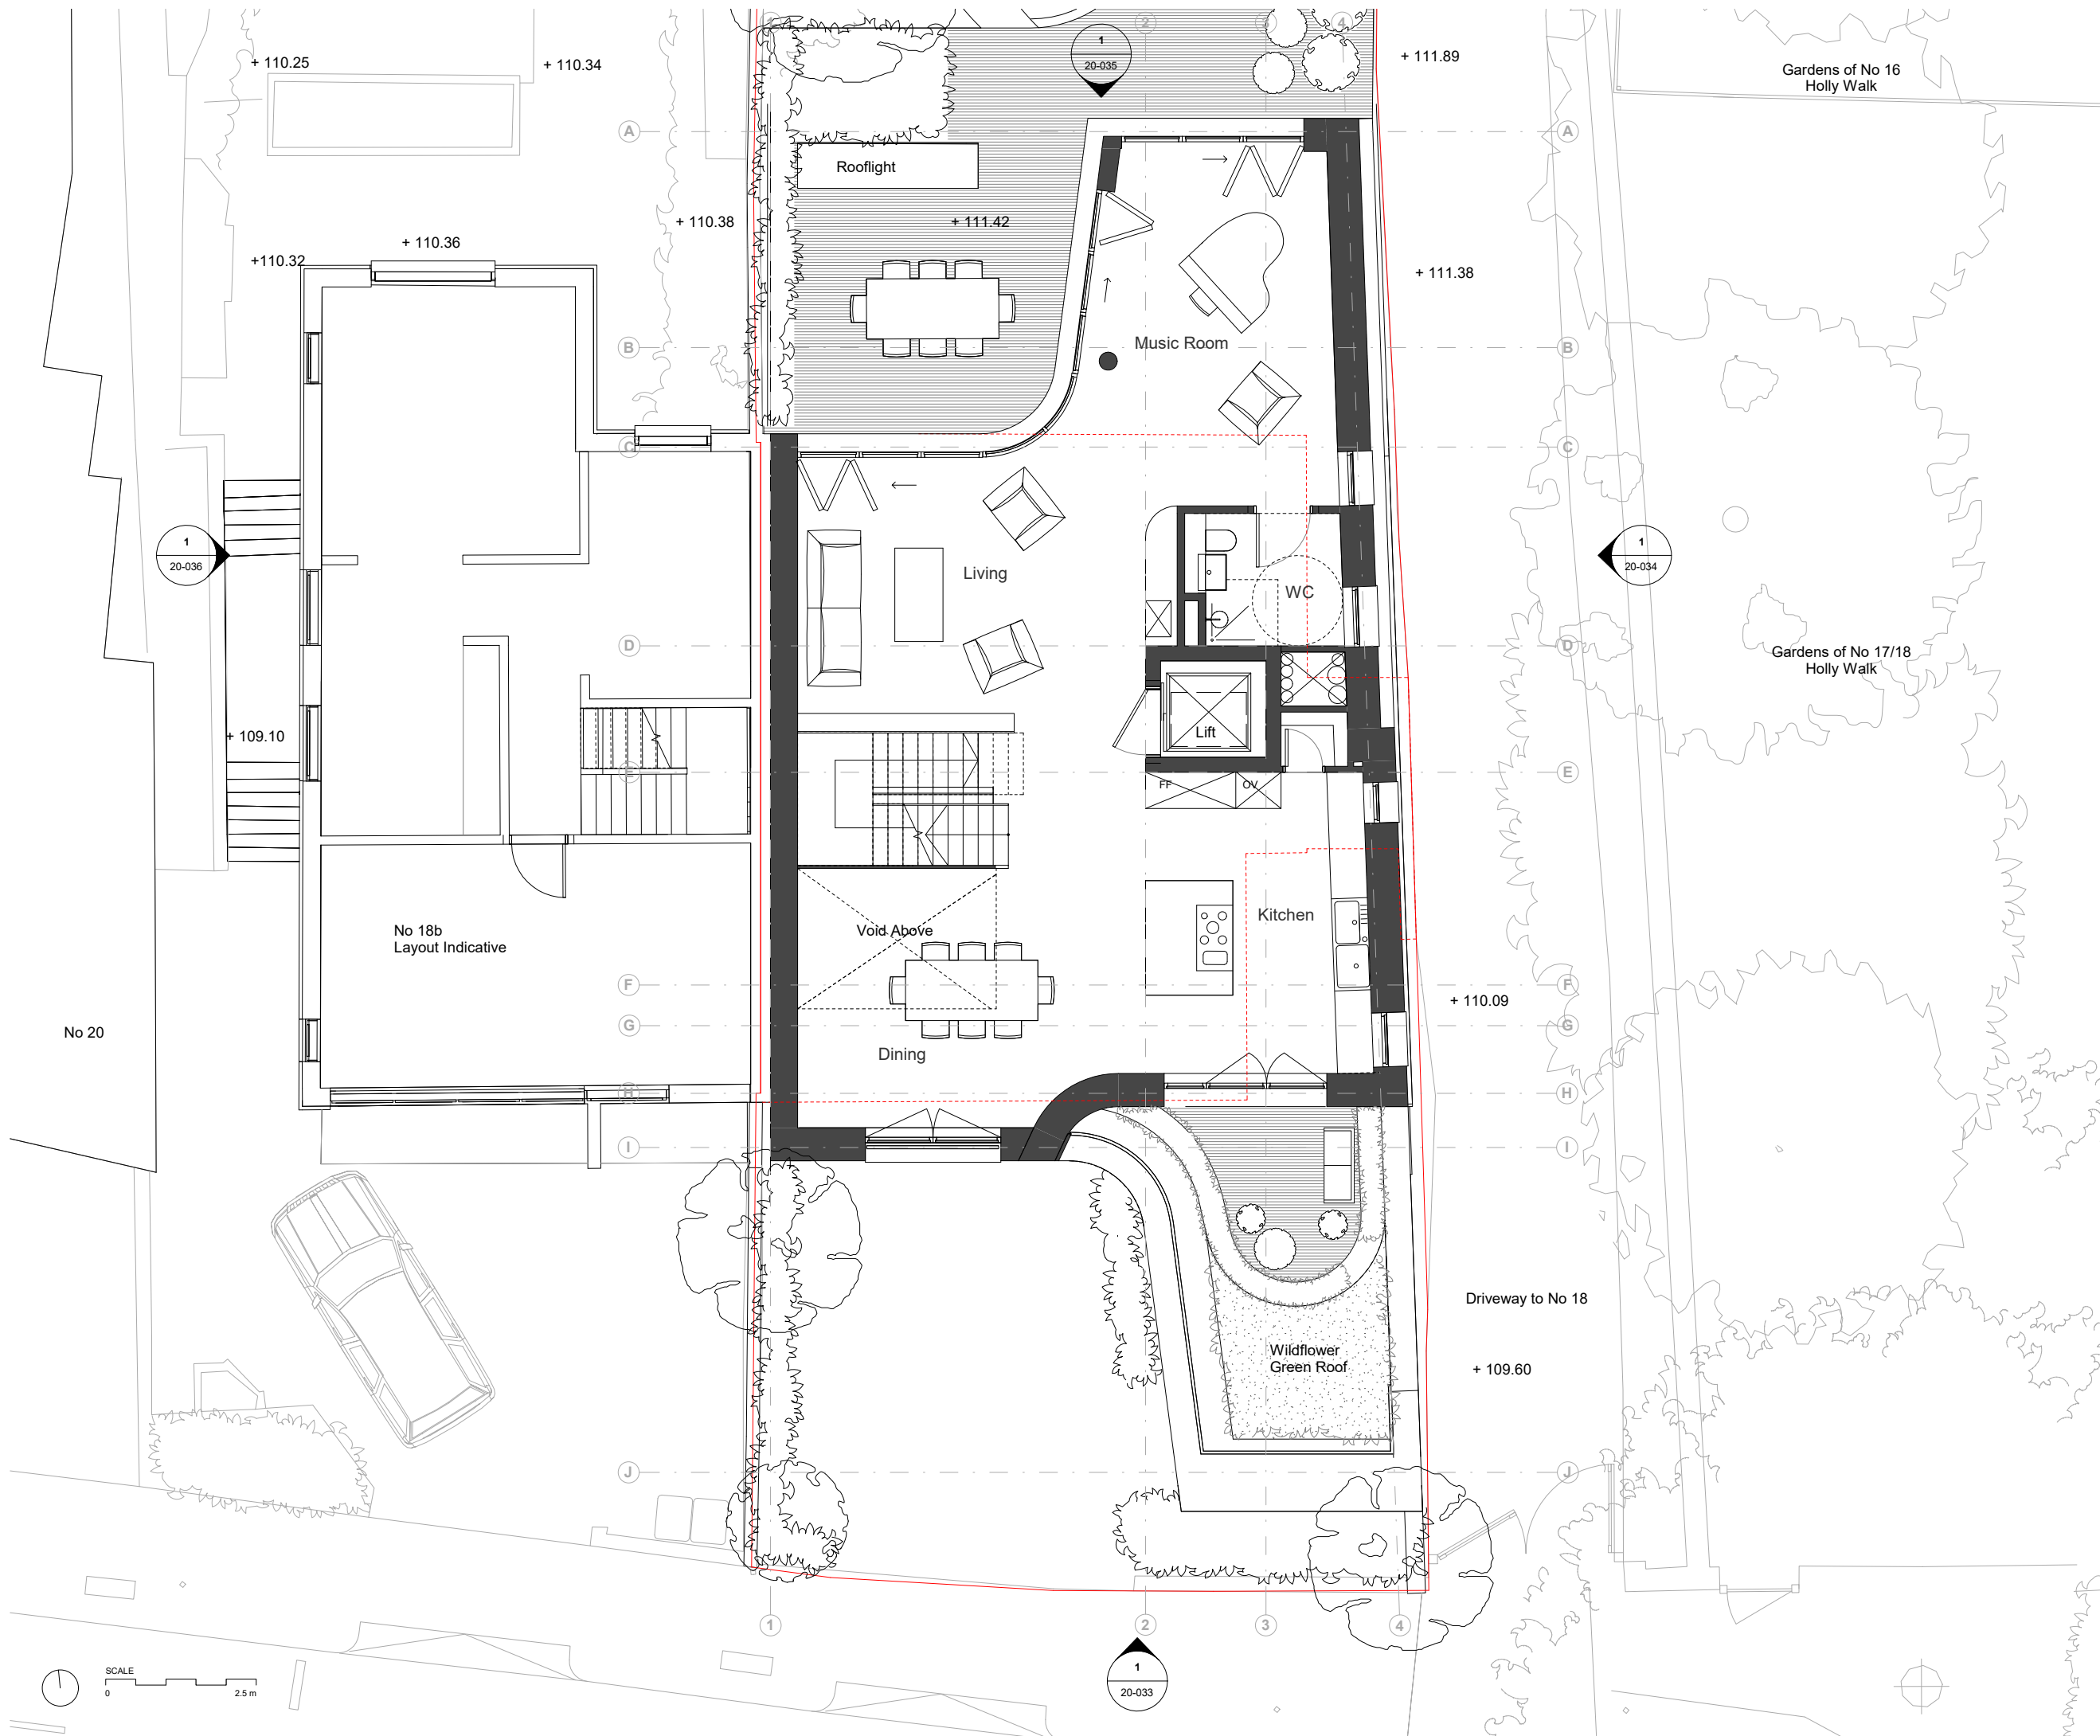 1
2
3
4
1
20-035
+ 110.25
+ 110.34
+ 111.89
Gardens of No 16
Holly Walk
A
A
Rooflight
+ 110.38
+ 111.42
+ 110.36
+110.32
+ 111.38
B
Music Room
B
C
C
1
20-036
Living
WC
1
20-034
D
D
Gardens of No 17/18
Holly Walk
+ 109.10
Lift
E
E
FF
OV
Kitchen
No 18b
Layout Indicative
Void Above
F
F
+ 110.09
G
G
No 20
Dining
H
H
I
I
Driveway to No 18
Wildflower
Green Roof
+ 109.60
J
J
1
2
3
4
1
20-033
SCALE
0
2.5 m